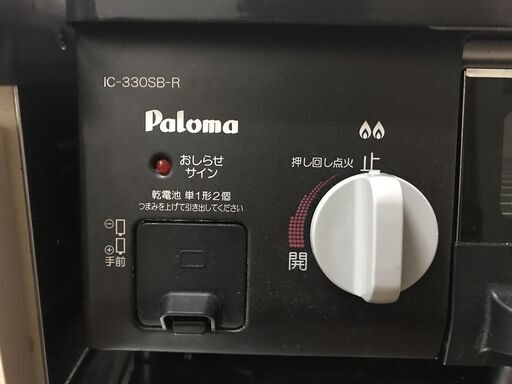 IC-330SB-R
Paloma
おしらせ
サイン
押し回し点火
止
乾電池 単1形2個
つまみを上げて引き出してください
⊖
⊕
手前
開